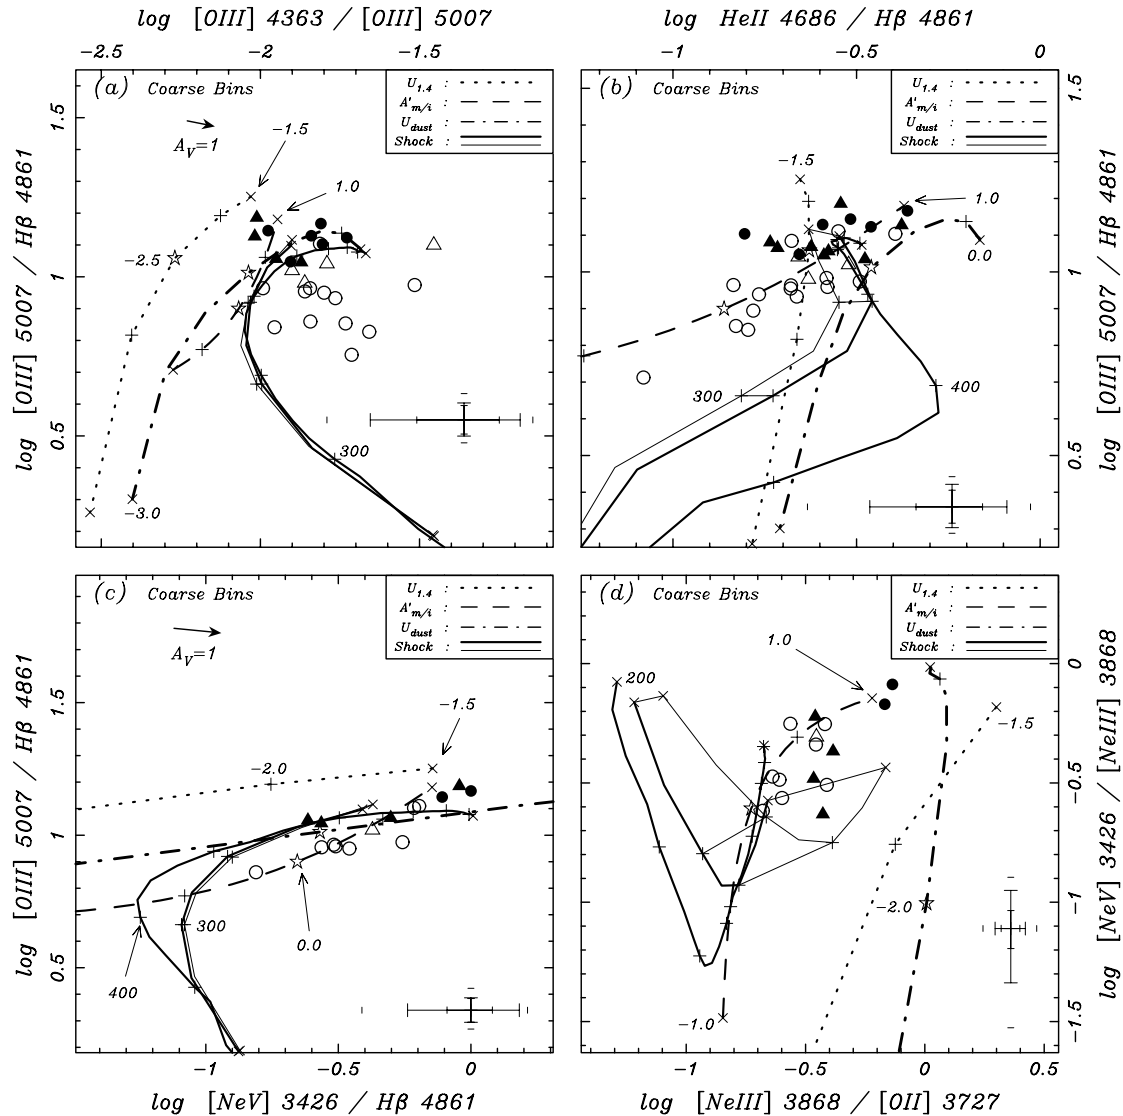 log [OIII] 4363 / [OIII] 5007
log HeII 4686 / Hβ 4861
−2.5 −2 −1.5
−1 −0.5 0
(a) Coarse Bins
U1.4 :
A'm/i :
Udust :
Shock :
AV=1
−1.5
1.0
−2.5
−3.0
300
0.5 1 1.5
log [OIII] 5007 / Hβ 4861
(b) Coarse Bins
U1.4 :
A'm/i :
Udust :
Shock :
−1.5
1.0
0.0
300
400
0.5 1 1.5
log [OIII] 5007 / Hβ 4861
(c) Coarse Bins
U1.4 :
A'm/i :
Udust :
Shock :
AV=1
−1.5
−2.0
300
0.0
400
0.5 1 1.5
log [OIII] 5007 / Hβ 4861
(d) Coarse Bins
U1.4 :
A'm/i :
Udust :
Shock :
1.0
200
−1.5
−2.0
−1.0
−1.5 −1 −0.5 0
log [NeV] 3426 / [NeIII] 3868
−1 −0.5 0
−1 −0.5 0 0.5
log [NeV] 3426 / Hβ 4861
log [NeIII] 3868 / [OII] 3727